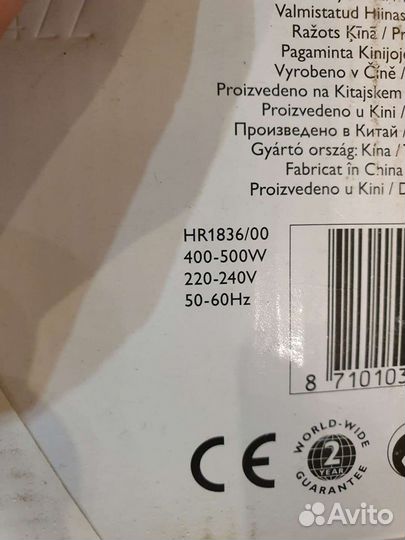 Valmistatud Hiinas
Ražots Ķīnā /
Pagaminta Kinijoje
Vyrobeno v Číně /
Proizvedeno na Kitajskem
Proizvedeno u Kini /
Произведено в Китай /
Gyártó ország: Kína /
Fabricat în China
Proizvedeno u Kini /
HR1836/00
400-500W
220-240V
50-60Hz
8 710103
CE
WORLD-WIDE
2
YEAR
GUARANTEE
Avito